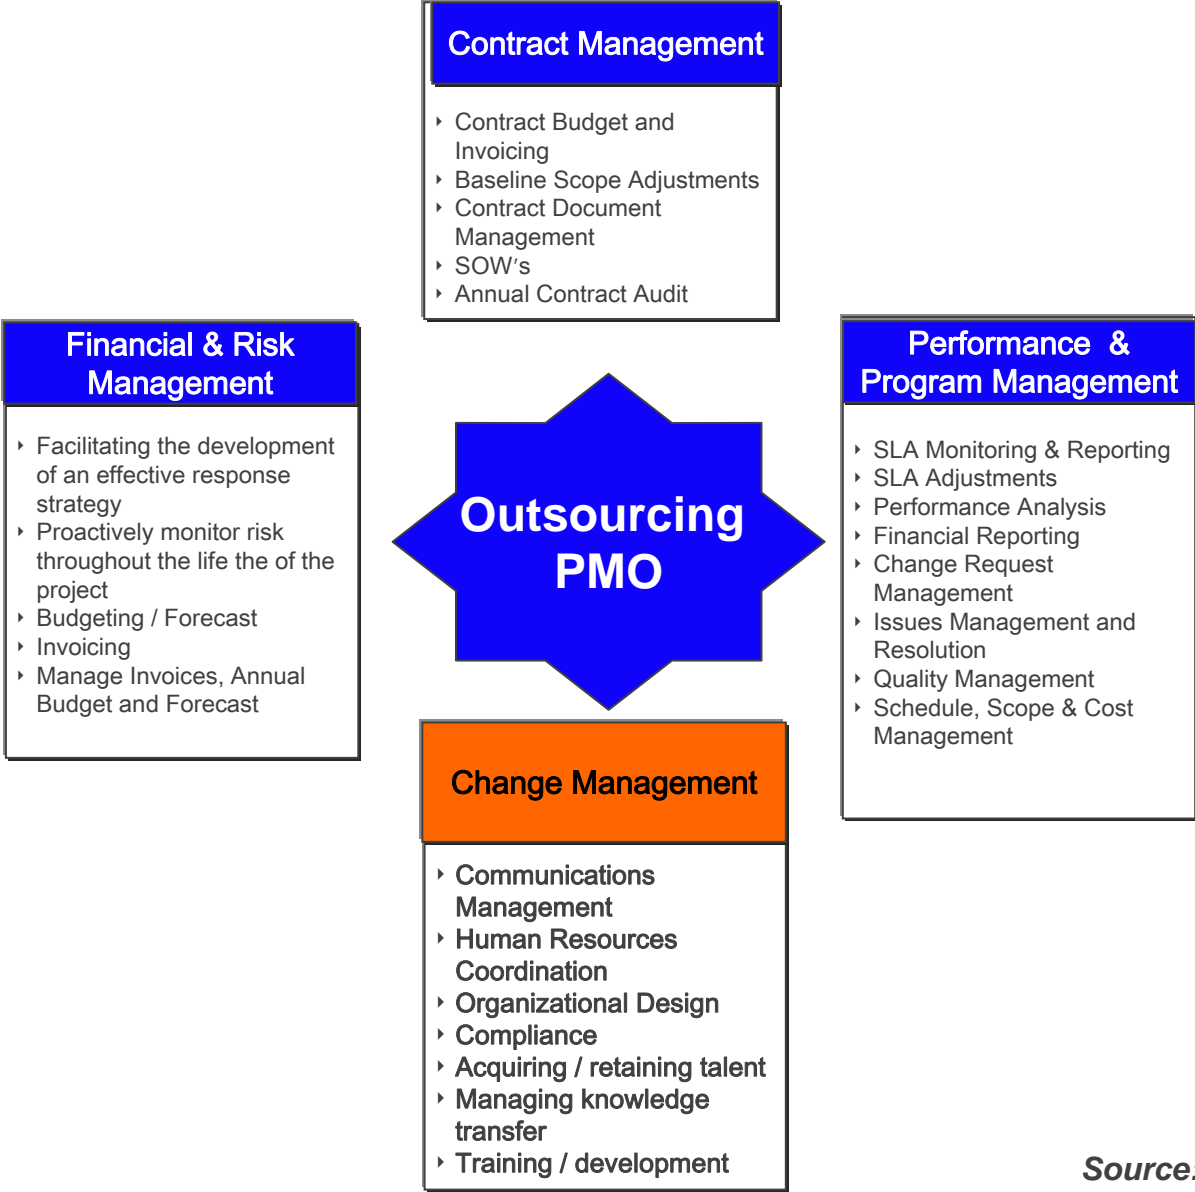 Contract Management
Contract Budget and
Invoicing
Baseline Scope Adjustments
Contract Document
Management
SOW's
Annual Contract Audit
Financial & Risk
Management
Facilitating the development
of an effective response
strategy
Proactively monitor risk
throughout the life the of the
project
Budgeting / Forecast
Invoicing
Manage Invoices, Annual
Budget and Forecast
Outsourcing
PMO
Performance & 
Program Management
SLA Monitoring & Reporting
SLA Adjustments
Performance Analysis
Financial Reporting
Change Request
Management
Issues Management and
Resolution
Quality Management
Schedule, Scope & Cost
Management
Change Management
Communications
Management
Human Resources
Coordination
Organizational Design
Compliance
Acquiring / retaining talent
Managing knowledge
transfer
Training / development
Source: